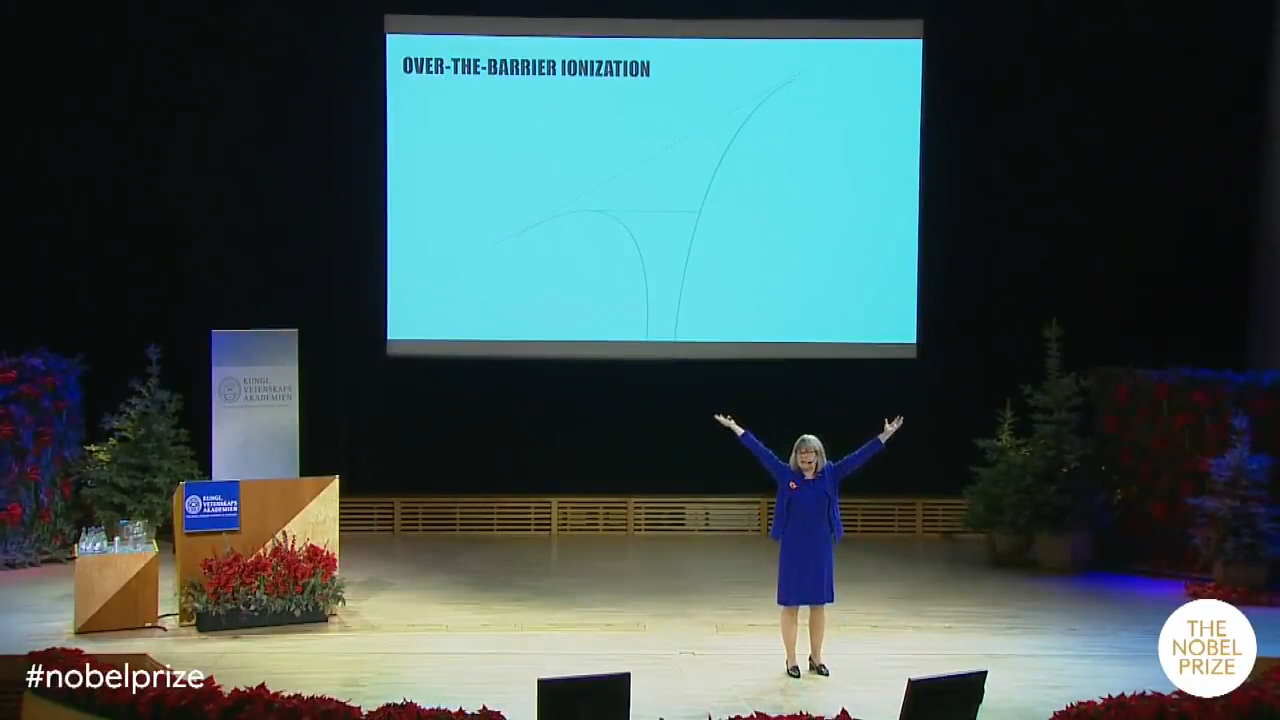 OVER-THE-BARRIER IONIZATION
KUNGL.
VETENSKAPS
AKADEMIEN
KUNGL.
VETENSKAPS
AKADEMIEN
#nobelprize
THE
NOBEL
PRIZE